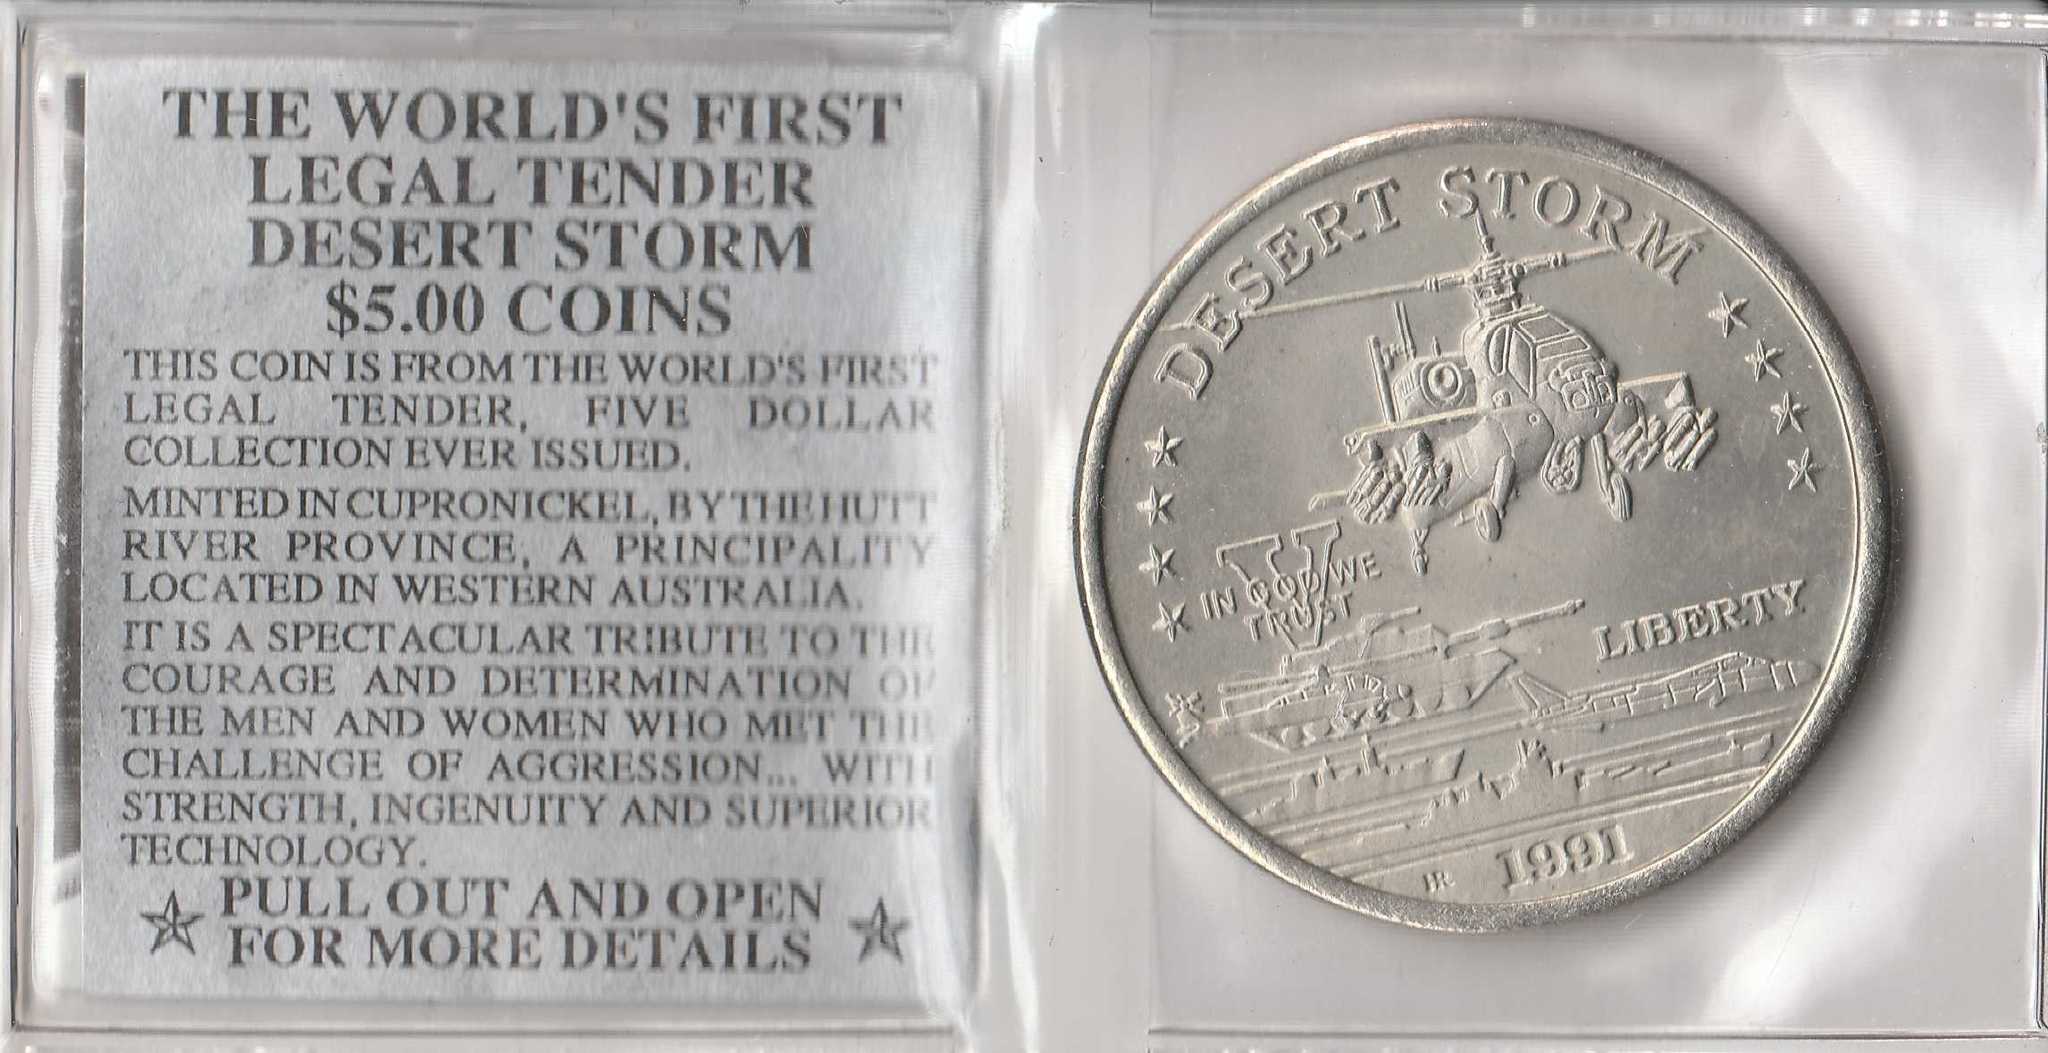 THE WORLD'S FIRST
LEGAL TENDER
DESERT STORM
$5.00 COINS
THIS COIN IS FROM THE WORLD'S FIRST
LEGAL TENDER, FIVE DOLLAR
COLLECTION EVER ISSUED.
MINTED IN CUPRONICKEL, BY THE HUTT
RIVER PROVINCE, A PRINCIPALITY
LOCATED IN WESTERN AUSTRALIA.
IT IS A SPECTACULAR TRIBUTE TO THE
COURAGE AND DETERMINATION OF
THE MEN AND WOMEN WHO MET THE
CHALLENGE OF AGGRESSION... WITH
STRENGTH, INGENUITY AND SUPERIOR
TECHNOLOGY.
PULL OUT AND OPEN
FOR MORE DETAILS
DESERT STORM
V
IN GOD WE
TRUST
LIBERTY
HR 1991